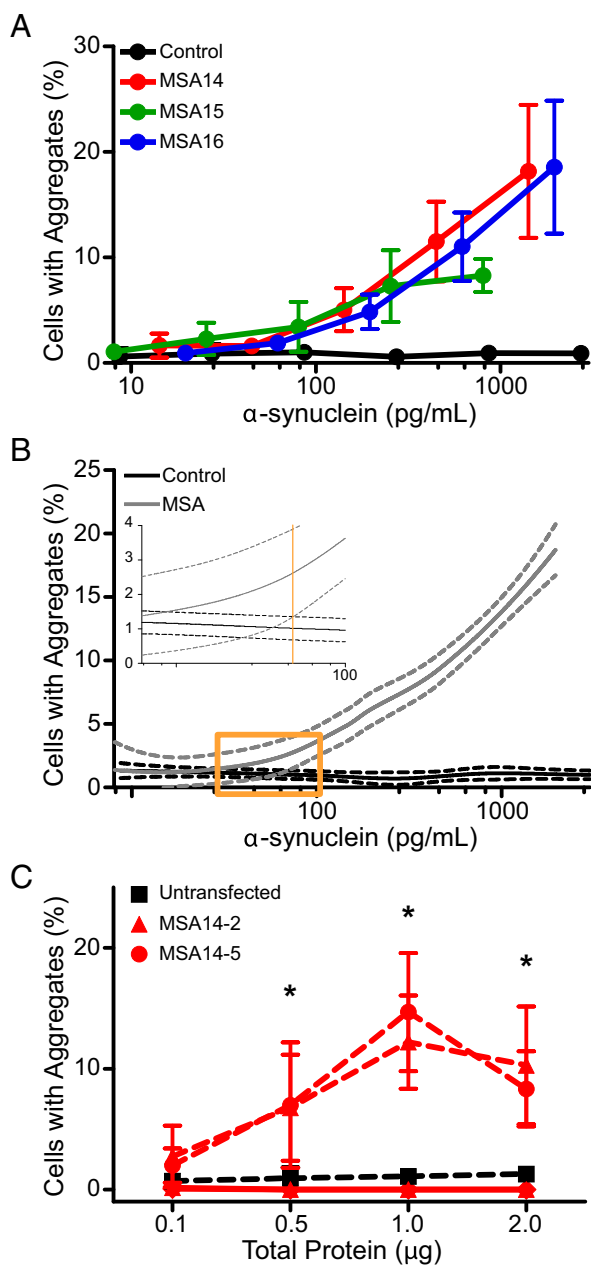 A
30
20
10
0
Cells with Aggregates (%)
Control
MSA14
MSA15
MSA16
10 100 1000
α-synuclein (pg/mL)
B
25
20
15
10
5
0
Cells with Aggregates (%)
Control
MSA
4
3
2
1
0
100
10 100 1000
α-synuclein (pg/mL)
C
20
10
0
Cells with Aggregates (%)
Untransfected
MSA14-2
MSA14-5
* * *
0.1 0.5 1.0 2.0
Total Protein (μg)